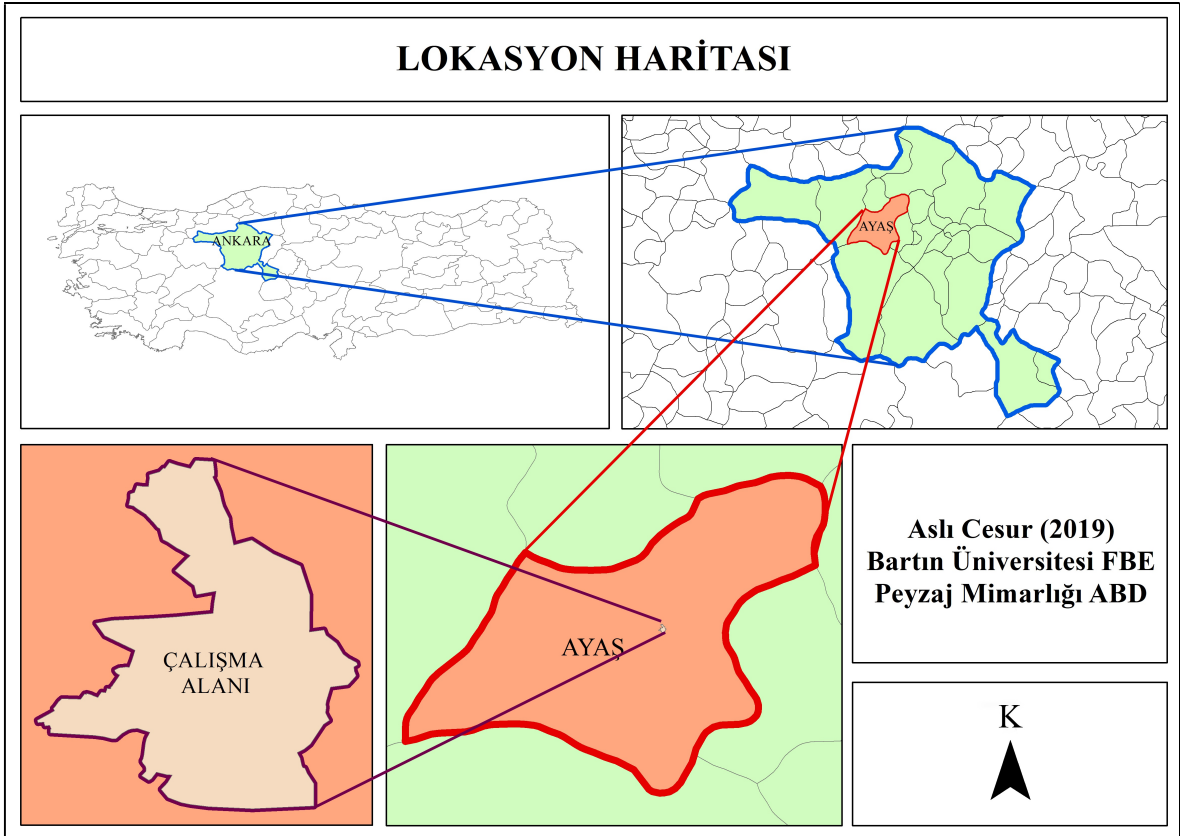 LOKASYON HARİTASI
ANKARA
AYAŞ
ÇALIŞMA
ALANI
AYAŞ
Aslı Cesur (2019)
Bartın Üniversitesi FBE
Peyzaj Mimarlığı ABD
K